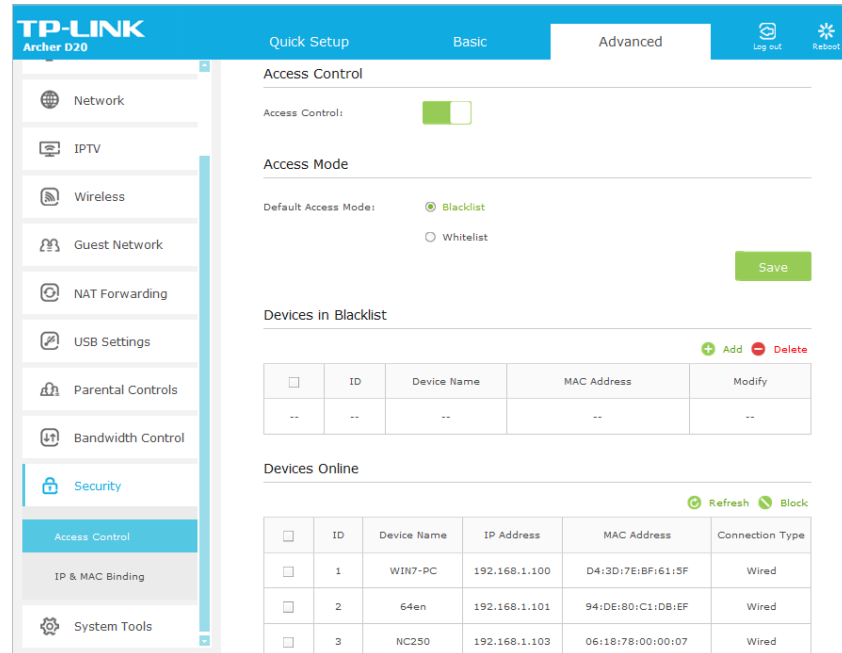 TP-LINK
Archer D20
Quick Setup
Basic
Advanced
Log out
Reboot
Network
IPTV
Wireless
Guest Network
NAT Forwarding
USB Settings
Parental Controls
Bandwidth Control
Security
Access Control
IP & MAC Binding
System Tools
Access Control
Access Control:
Access Mode
Default Access Mode: Blacklist
Whitelist
Save
Devices in Blacklist
Add Delete
ID Device Name MAC Address Modify
-- -- -- -- --
Devices Online
Refresh Block
ID Device Name IP Address MAC Address Connection Type
1 WIN7-PC 192.168.1.100 D4:3D:7E:BF:61:5F Wired
2 64en 192.168.1.101 94:DE:80:C1:DB:EF Wired
3 NC250 192.168.1.103 06:18:78:00:00:07 Wired